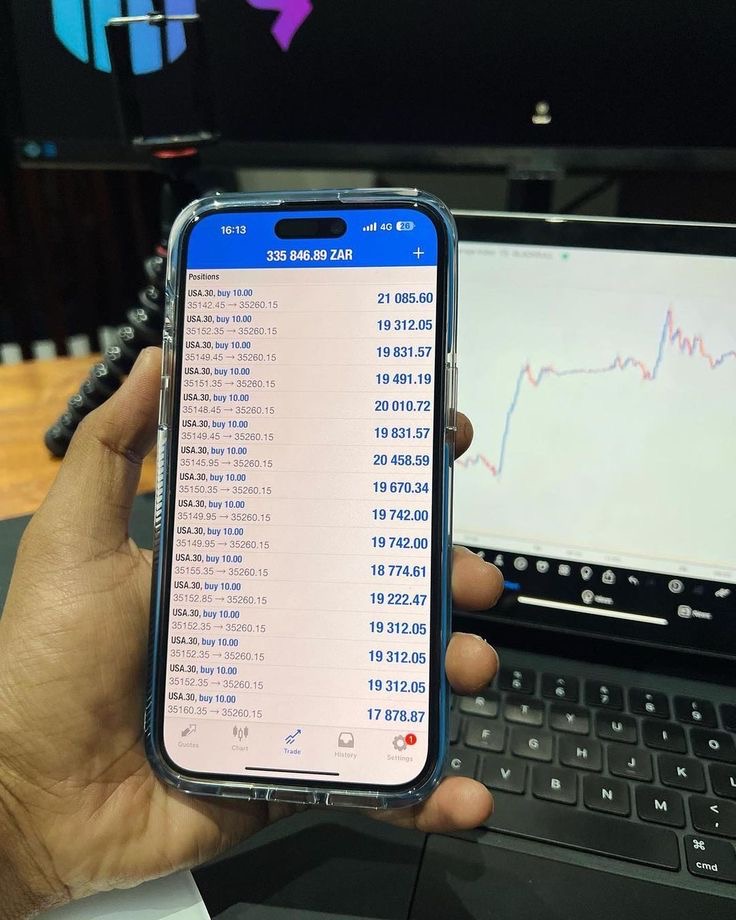 16:13
4G 26
335 846.89 ZAR +
Positions
USA.30, buy 10.00
35142.45 → 35260.15 21 085.60
USA.30, buy 10.00
35152.35 → 35260.15 19 312.05
USA.30, buy 10.00
35149.45 → 35260.15 19 831.57
USA.30, buy 10.00
35151.35 → 35260.15 19 491.19
USA.30, buy 10.00
35148.45 → 35260.15 20 010.72
USA.30, buy 10.00
35149.45 → 35260.15 19 831.57
USA.30, buy 10.00
35145.95 → 35260.15 20 458.59
USA.30, buy 10.00
35150.35 → 35260.15 19 670.34
USA.30, buy 10.00
35149.95 → 35260.15 19 742.00
USA.30, buy 10.00
35149.95 → 35260.15 19 742.00
USA.30, buy 10.00
35155.35 → 35260.15 18 774.61
USA.30, buy 10.00
35152.85 → 35260.15 19 222.47
USA.30, buy 10.00
35152.35 → 35260.15 19 312.05
USA.30, buy 10.00
35152.35 → 35260.15 19 312.05
USA.30, buy 10.00
35152.35 → 35260.15 19 312.05
USA.30, buy 10.00
35160.35 → 35260.15 17 878.87
1
Quotes Chart Trade History Settings
5 6 7 8 9
R T Y U I O
F G H J K L
C V B N M <
⌘
cmd